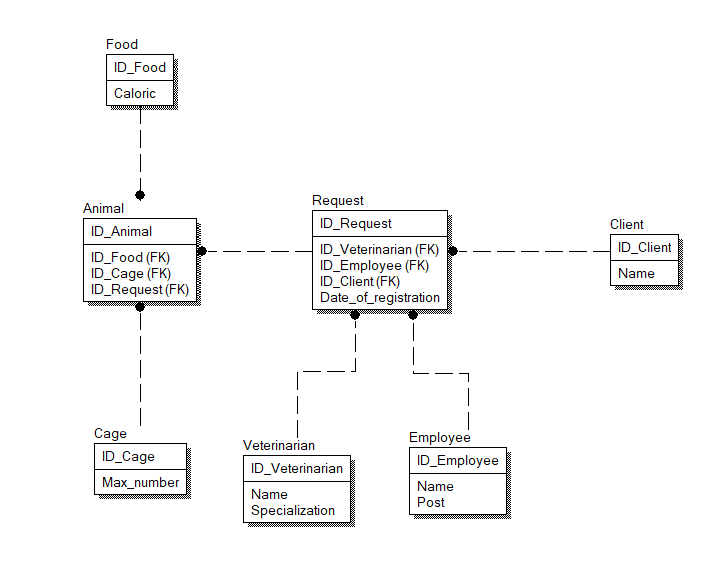 Food
ID_Food
Caloric
Animal
ID_Animal
ID_Food (FK)
ID_Cage (FK)
ID_Request (FK)
Request
ID_Request
ID_Veterinarian (FK)
ID_Employee (FK)
ID_Client (FK)
Date_of_registration
Client
ID_Client
Name
Cage
ID_Cage
Max_number
Veterinarian
ID_Veterinarian
Name
Specialization
Employee
ID_Employee
Name
Post